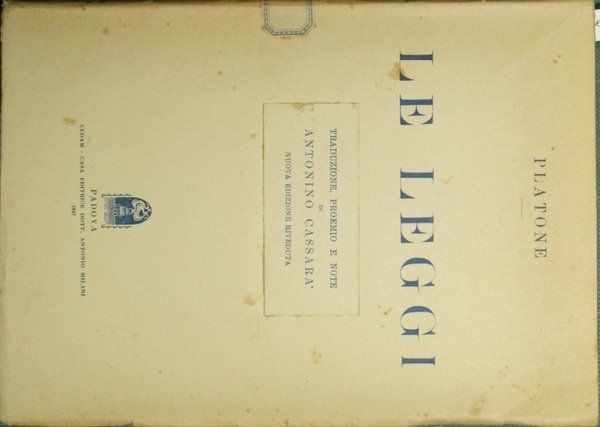 PLATONE
LE LEGGI
TRADUZIONE, PROEMIO E NOTE
DI
ANTONINO CASSARA'
NUOVA EDIZIONE RIVEDUTA
PADOVA
CEDAM - CASA EDITRICE DOTT. ANTONIO MILANI
1947